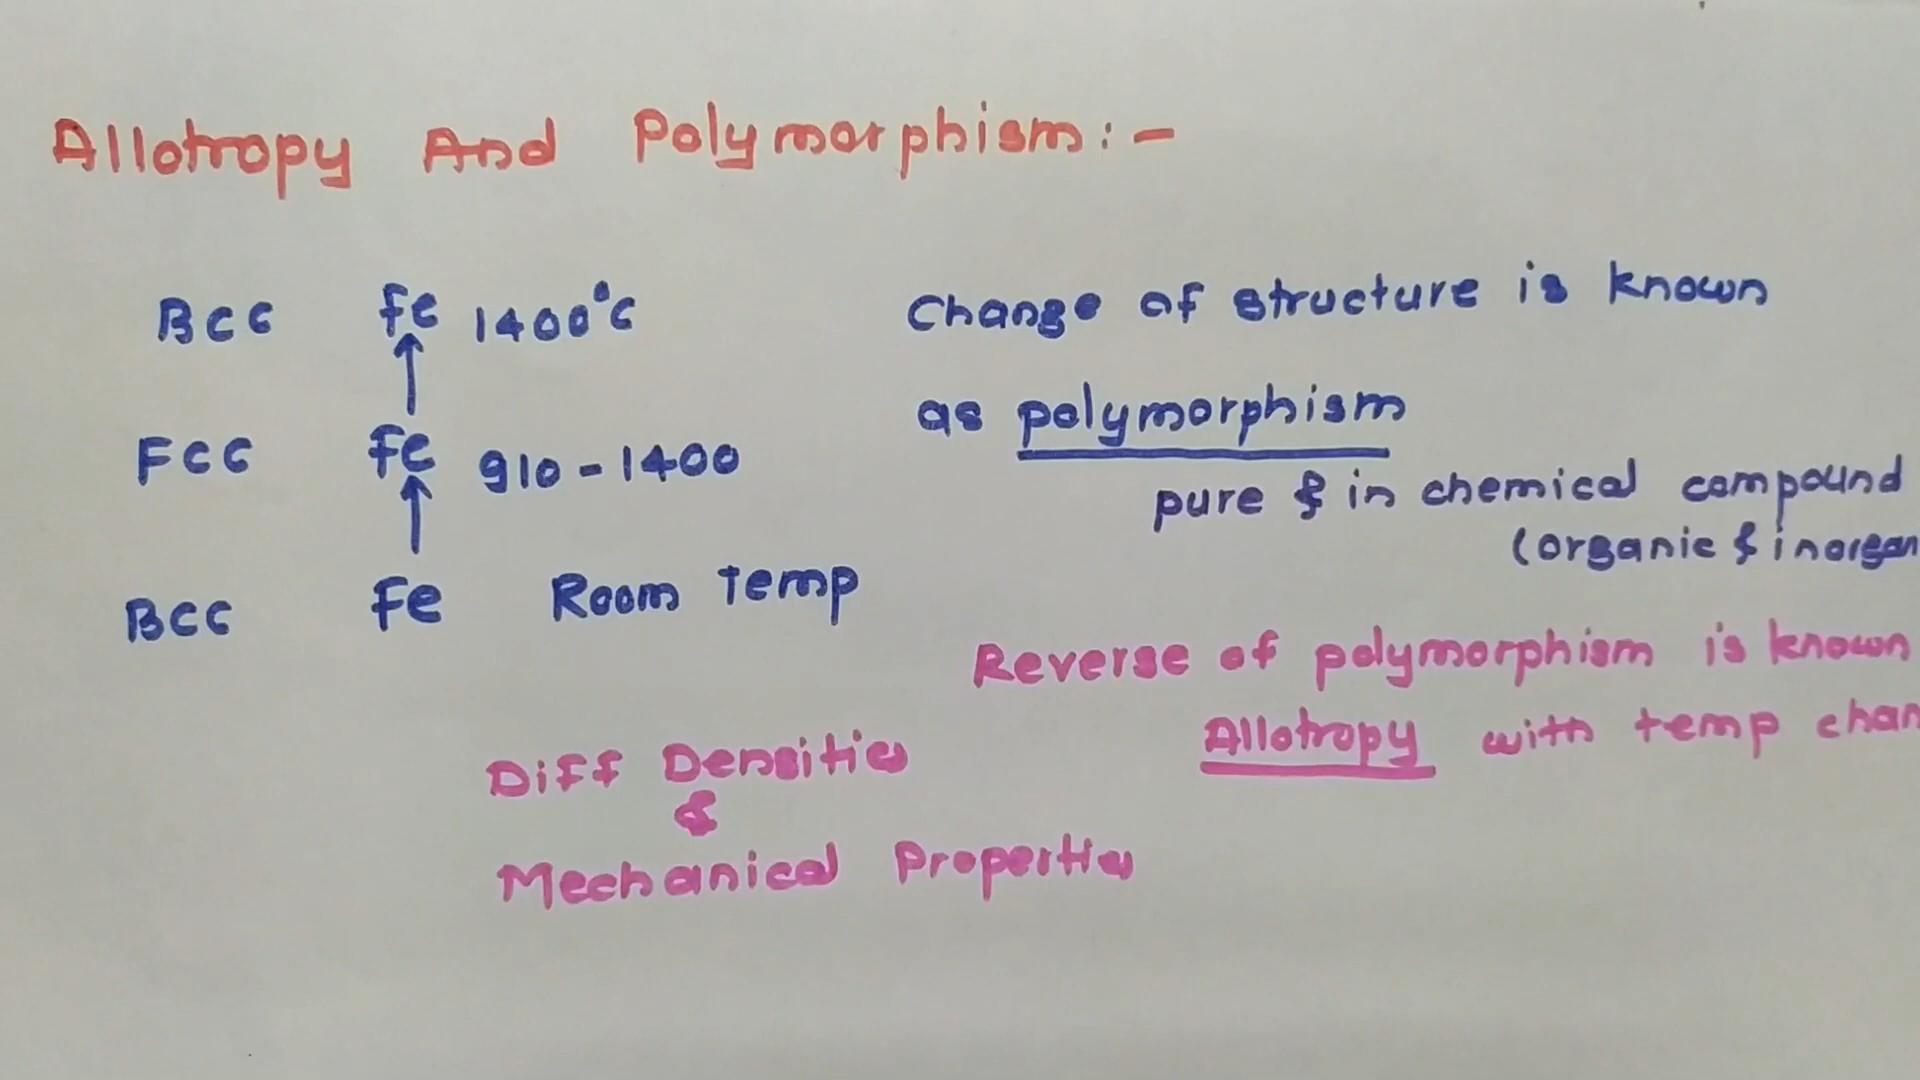 Allotropy And Polymorphism:-
BCC Fe 1400°C
FCC Fe 910-1400
BCC Fe Room Temp
Change of structure is known
as polymorphism
pure & in chemical compound
(organic & inorgan
Reverse of polymorphism is known
Allotropy with temp chan
Diff Densities
&
Mechanical Properties